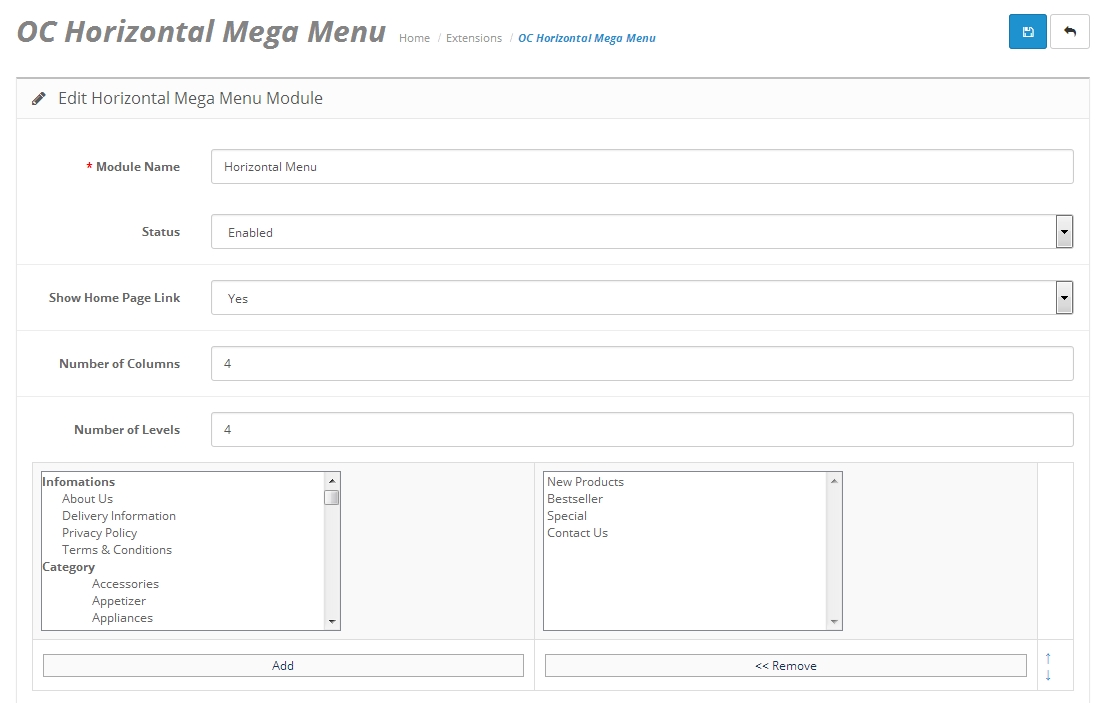 OC Horizontal Mega Menu
Home / Extensions / OC Horizontal Mega Menu
Edit Horizontal Mega Menu Module
* Module Name
Horizontal Menu
Status
Enabled
Show Home Page Link
Yes
Number of Columns
4
Number of Levels
4
Infomations
About Us
Delivery Information
Privacy Policy
Terms & Conditions
Category
Accessories
Appetizer
Appliances
New Products
Bestseller
Special
Contact Us
Add
<< Remove
↑
↓